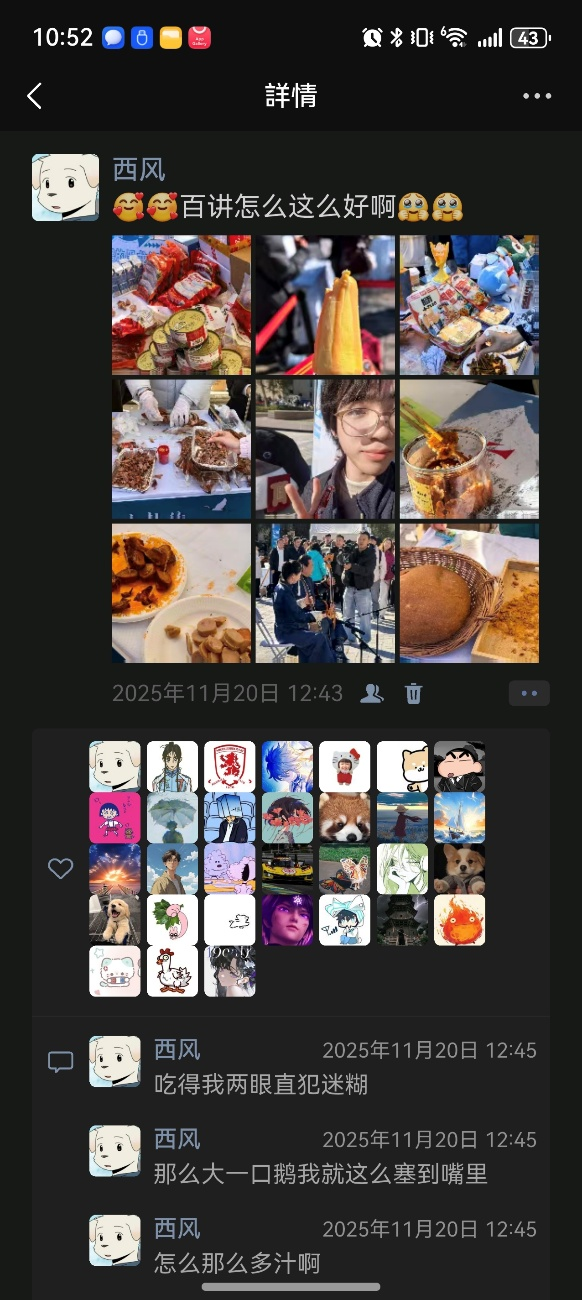 10:52
43
詳情
西风
🥰🥰百讲怎么这么好啊🥹🥹
2025年11月20日 12:43
西风
2025年11月20日 12:45
吃得我两眼直犯迷糊
西风
2025年11月20日 12:45
那么大一口鹅我就这么塞到嘴里
西风
2025年11月20日 12:45
怎么那么多汁啊